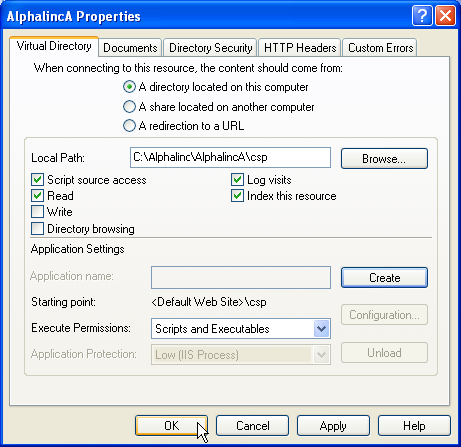 AlphalincA Properties
Virtual Directory Documents Directory Security HTTP Headers Custom Errors
When connecting to this resource, the content should come from:
A directory located on this computer
A share located on another computer
A redirection to a URL
Local Path: C:\Alphalinc\AlphalincA\csp Browse...
Script source access Log visits
Read Index this resource
Write
Directory browsing
Application Settings
Application name: Create
Starting point: <Default Web Site>\csp
Configuration...
Execute Permissions: Scripts and Executables
Application Protection: Low (IIS Process) Unload
OK Cancel Apply Help